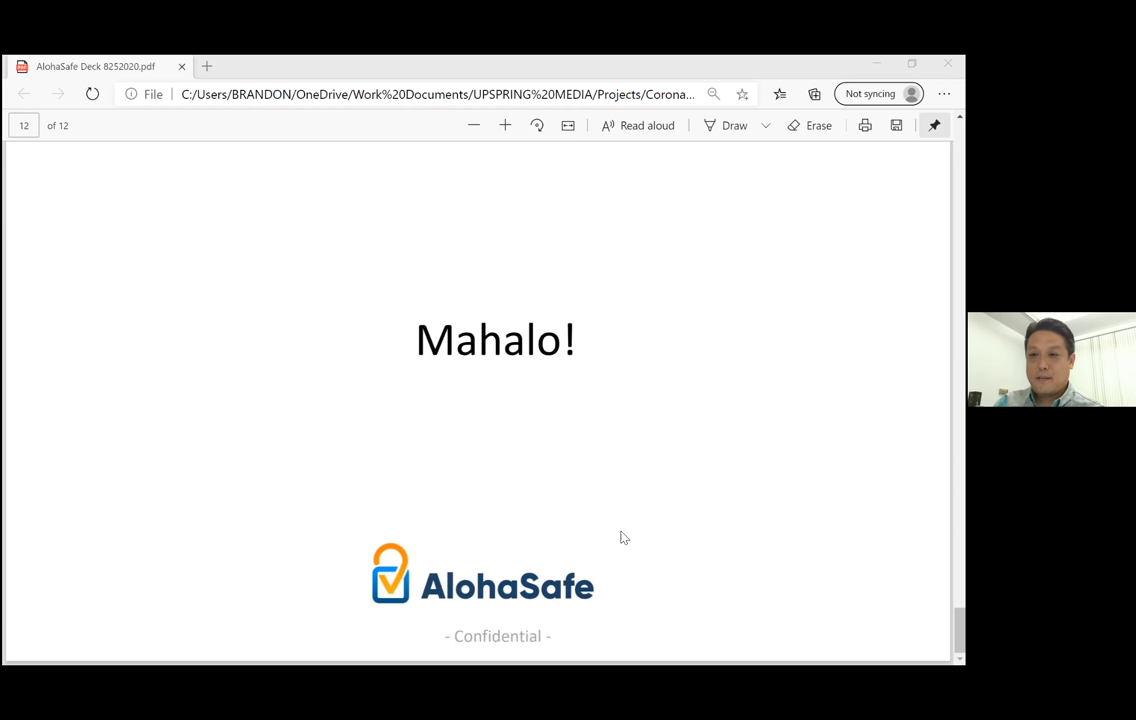 AlohaSafe Deck 8252020.pdf
File C:/Users/BRANDON/OneDrive/Work%20Documents/UPSPRING%20MEDIA/Projects/Corona... Not syncing
12 of 12 Read aloud Draw Erase
Mahalo!
AlohaSafe
- Confidential -